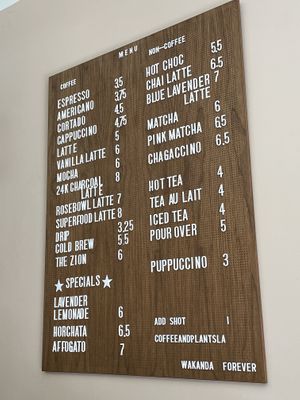 MENU
COFFEE
ESPRESSO 3.5
AMERICANO 3.75
CORTADO 4.5
CAPPUCCINO 4.75
LATTE 5
VANILLA LATTE 6
MOCHA 6
24K CHARCOAL LATTE 8
ROSEBOWL LATTE 7
SUPERFOOD LATTE 8
DRIP 3.25
COLD BREW 5.5
THE ZION 6
★SPECIALS★
LAVENDER
LEMONADE 6
HORCHATA 6.5
AFFOGATO 7
NON-COFFEE
HOT CHOC 5.5
CHAI LATTE 6.5
BLUE LAVENDER 7
LATTE
MATCHA 6
PINK MATCHA 6.5
CHAGACCINO 6.5
HOT TEA 4
TEA AU LAIT 4
ICED TEA 4
POUR OVER 5
PUPPUCCINO 3
ADD SHOT 1
COFFEEANDPLANTSLA
WAKANDA FOREVER